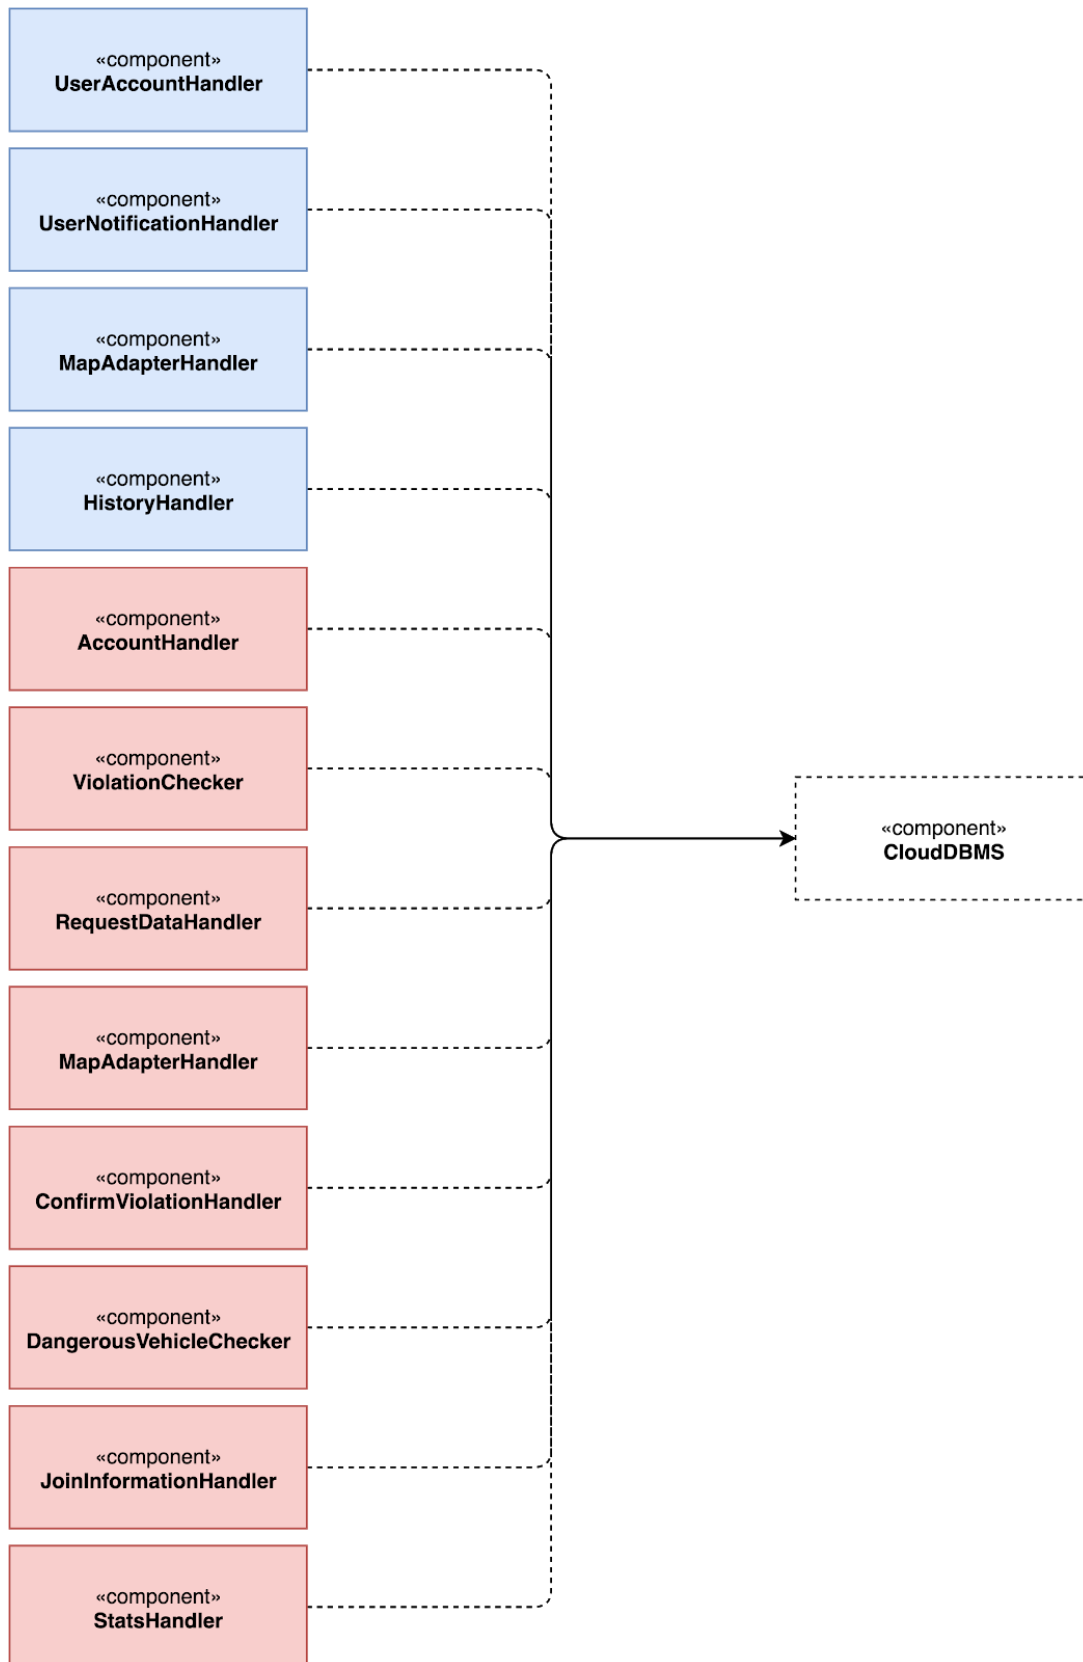 «component»
UserAccountHandler
«component»
UserNotificationHandler
«component»
MapAdapterHandler
«component»
HistoryHandler
«component»
AccountHandler
«component»
ViolationChecker
«component»
CloudDBMS
«component»
RequestDataHandler
«component»
MapAdapterHandler
«component»
ConfirmViolationHandler
«component»
DangerousVehicleChecker
«component»
JoinInformationHandler
«component»
StatsHandler